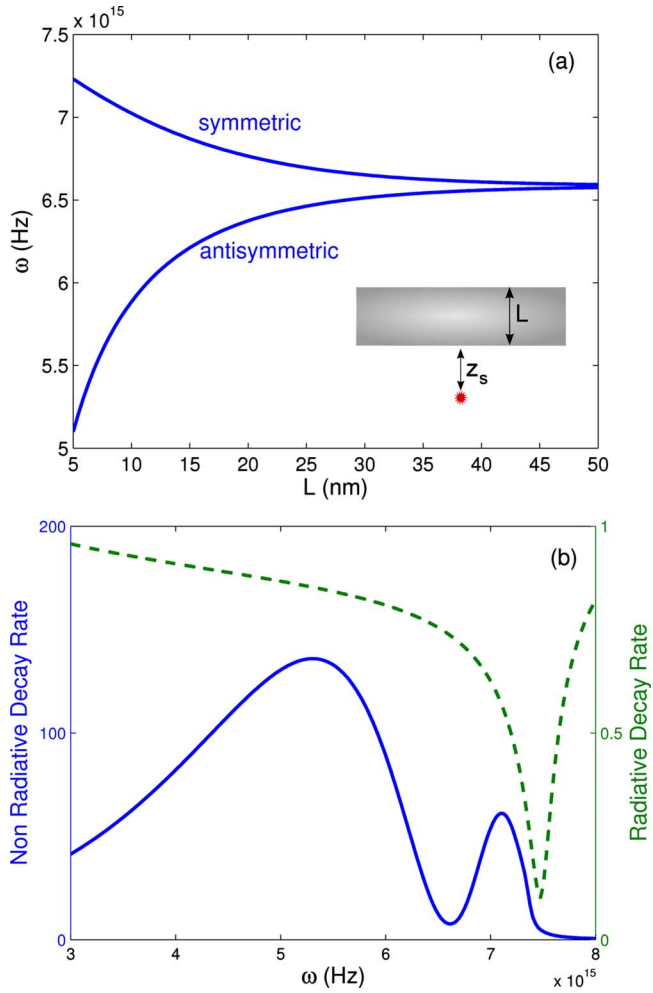 x 10^15
7.5
(a)
7
symmetric
6.5
ω (Hz)
6
antisymmetric
L
5.5
z_s
5
5 10 15 20 25 30 35 40 45 50
L (nm)
200 1
(b)
Non Radiative Decay Rate
100 0.5
Radiative Decay Rate
0 0
3 4 5 6 7 8
ω (Hz)
x 10^15